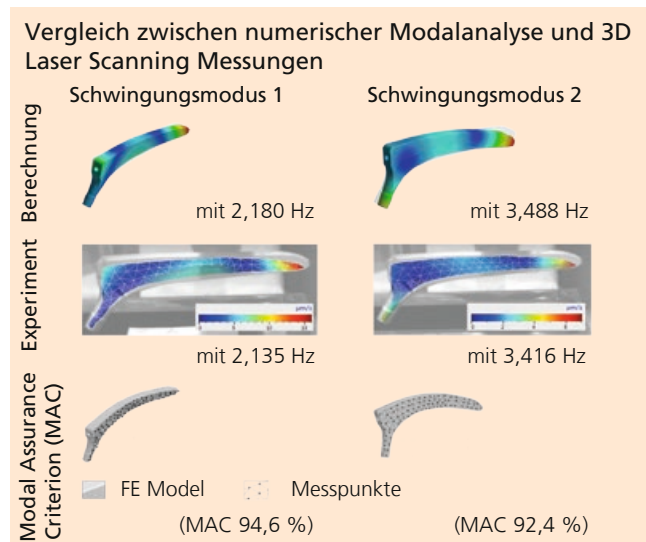 Vergleich zwischen numerischer Modalanalyse und 3D
Laser Scanning Messungen
Schwingungsmodus 1
Schwingungsmodus 2
Berechnung
mit 2,180 Hz
mit 3,488 Hz
Experiment
µm/s
µm/s
mit 2,135 Hz
mit 3,416 Hz
Modal Assurance
Criterion (MAC)
FE Model
Messpunkte
(MAC 94,6 %)
(MAC 92,4 %)